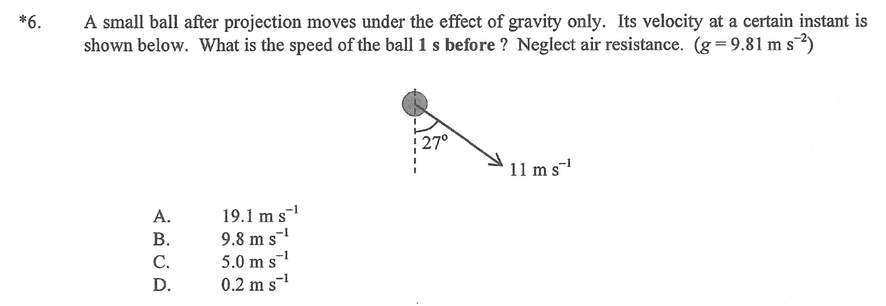 *6. A small ball after projection moves under the effect of gravity only. Its velocity at a certain instant is
shown below. What is the speed of the ball 1 s before ? Neglect air resistance. (g = 9.81 m s⁻²)
27°
11 m s⁻¹
A. 19.1 m s⁻¹
B. 9.8 m s⁻¹
C. 5.0 m s⁻¹
D. 0.2 m s⁻¹